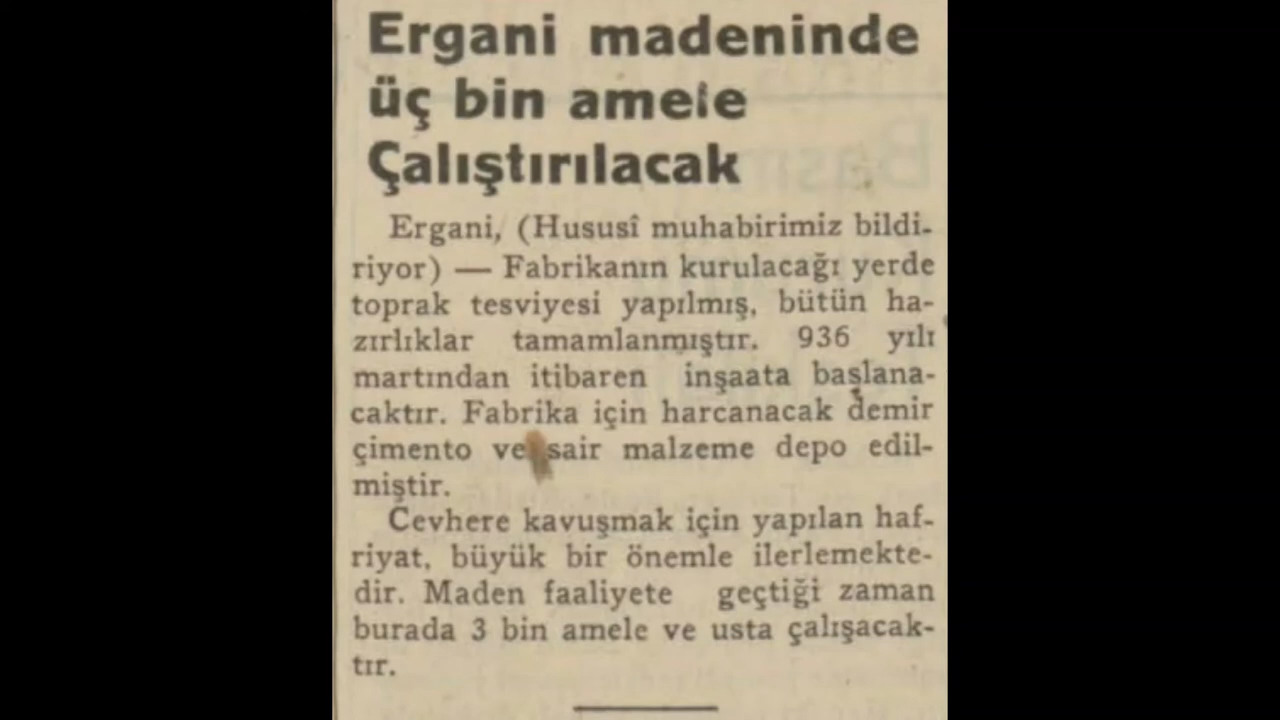 Ergani madeninde
üç bin amele
Çalıştırılacak
Ergani, (Hususî muhabirimiz bildi-
riyor) — Fabrikanın kurulacağı yerde
toprak tesviyesi yapılmış, bütün ha-
zırlıklar tamamlanmıştır. 936 yılı
martından itibaren inşaata başlana-
caktır. Fabrika için harcanacak demir
çimento ve sair malzeme depo edil-
miştir.
Cevhere kavuşmak için yapılan haf-
riyat, büyük bir önemle ilerlemekte-
dir. Maden faaliyete geçtiği zaman
burada 3 bin amele ve usta çalışacak-
tır.